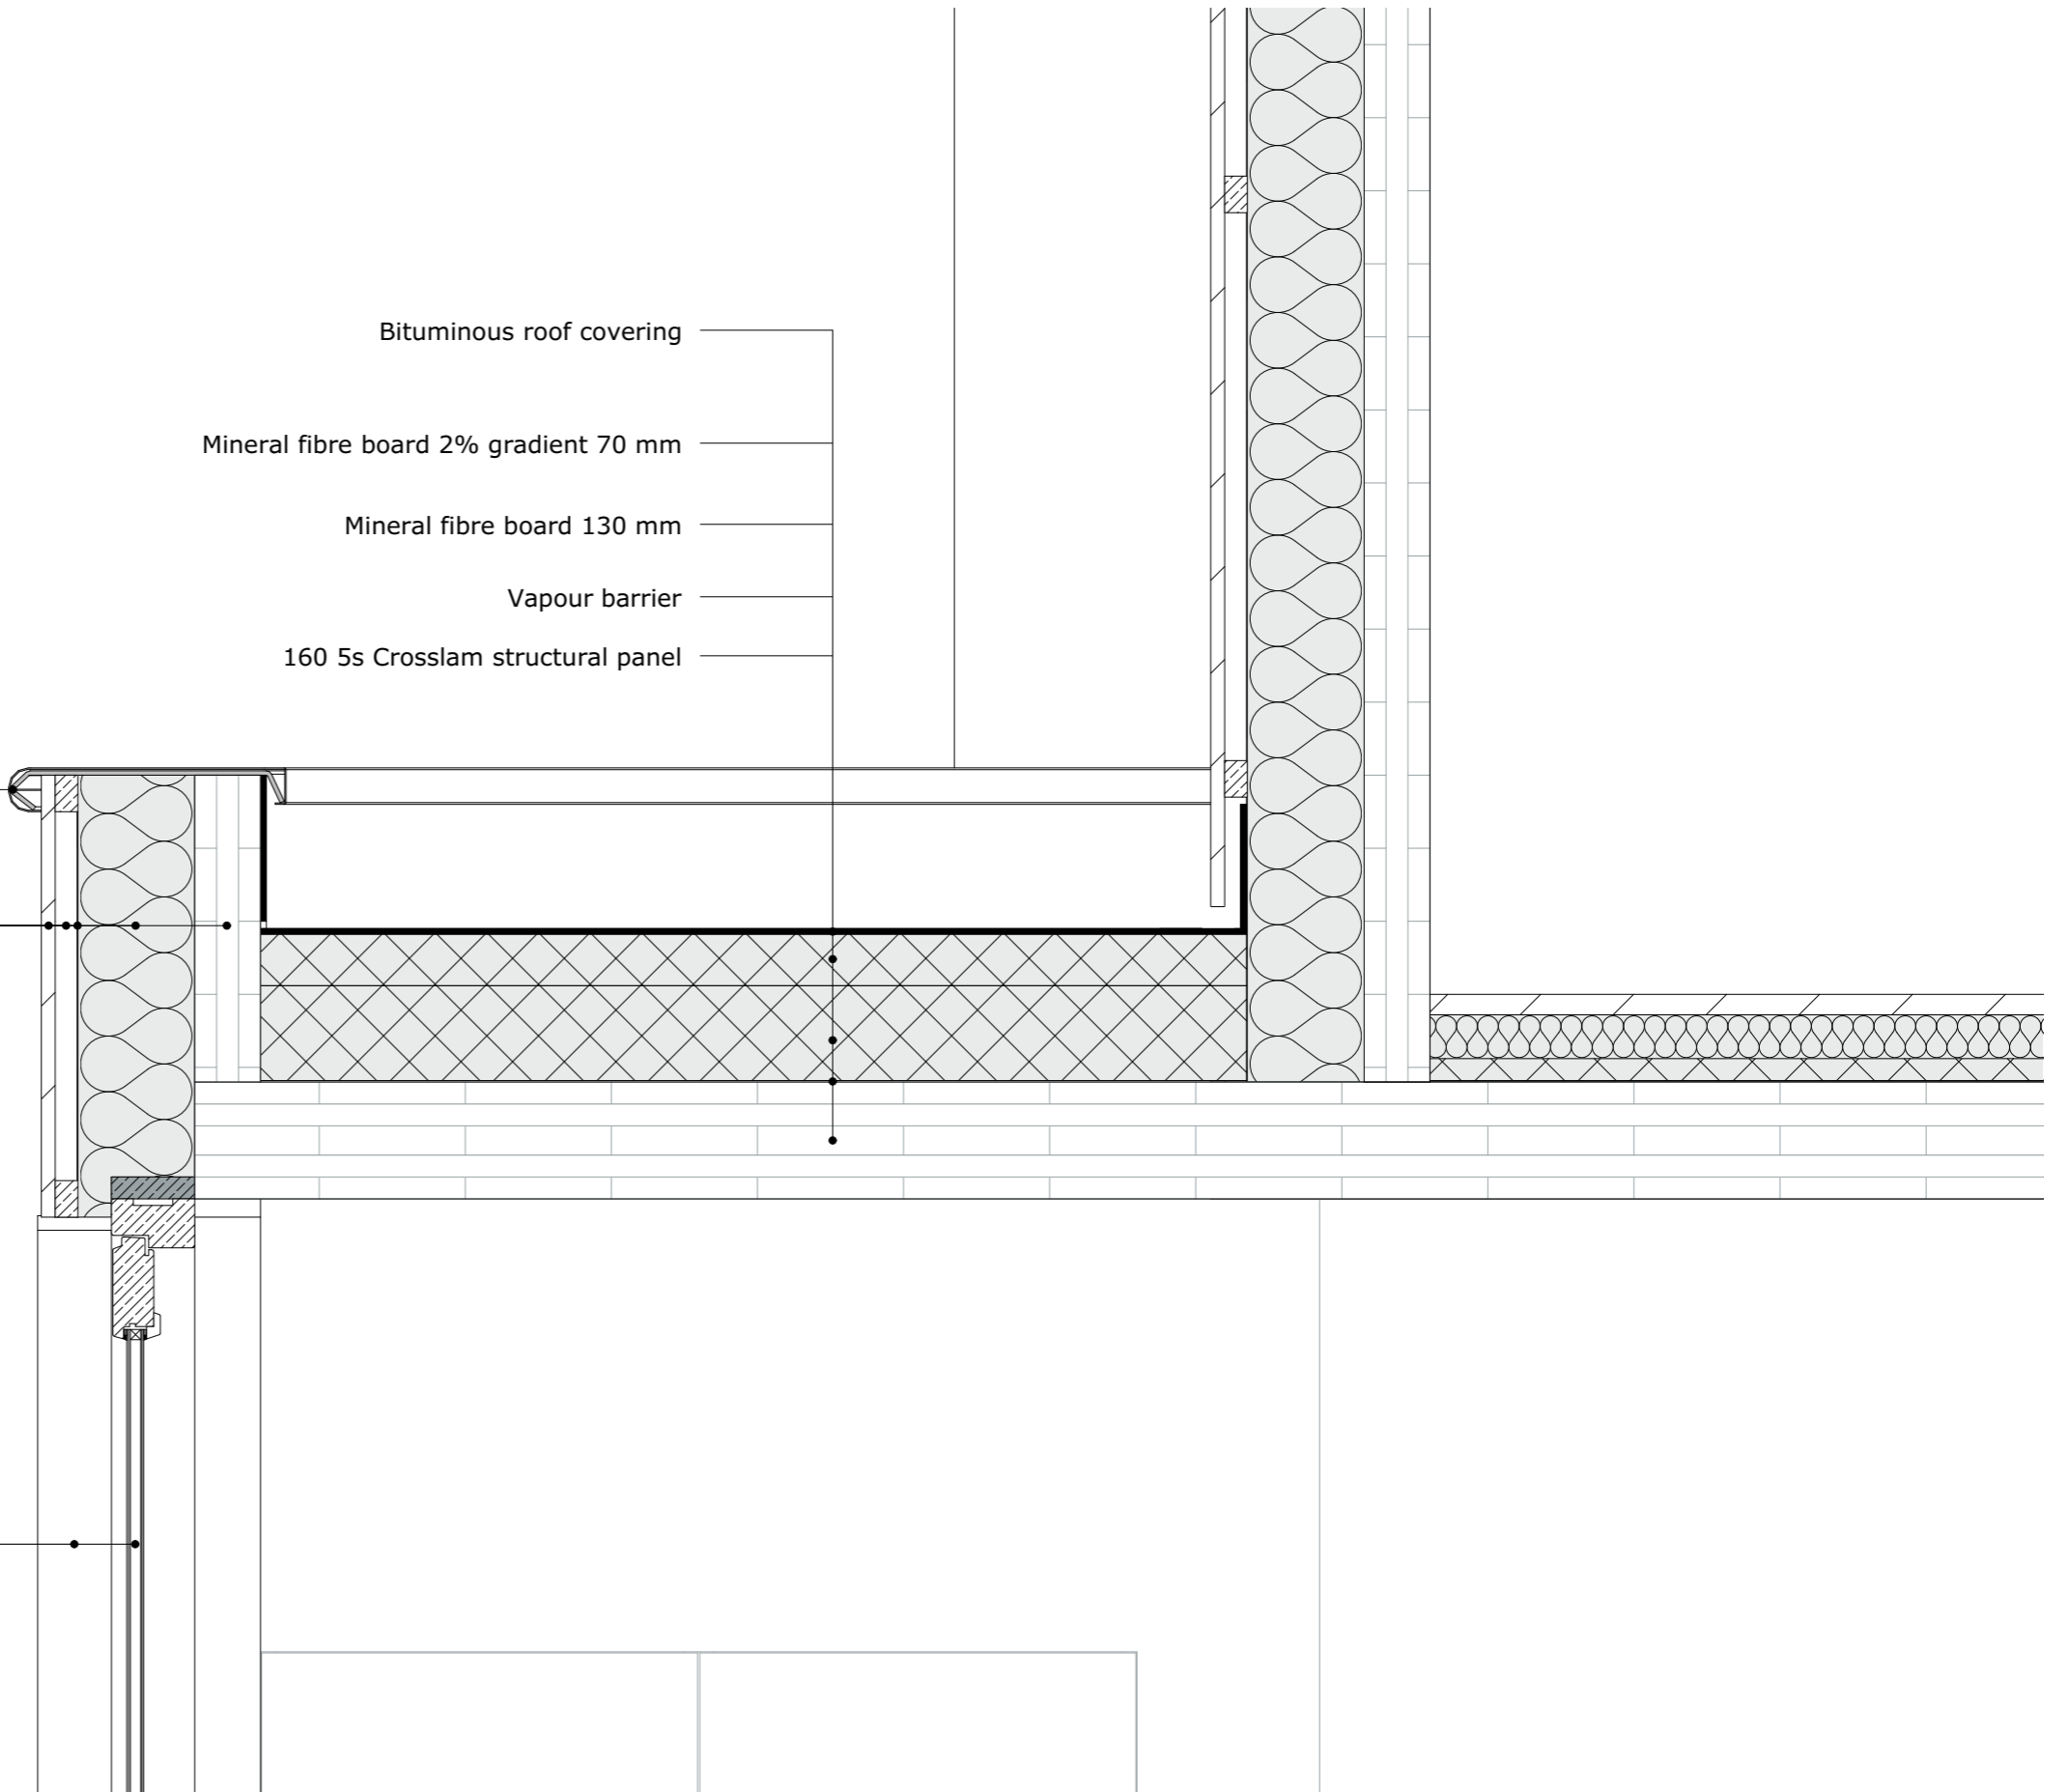 Bituminous roof covering
Mineral fibre board 2% gradient 70 mm
Mineral fibre board 130 mm
Vapour barrier
160 5s Crosslam structural panel